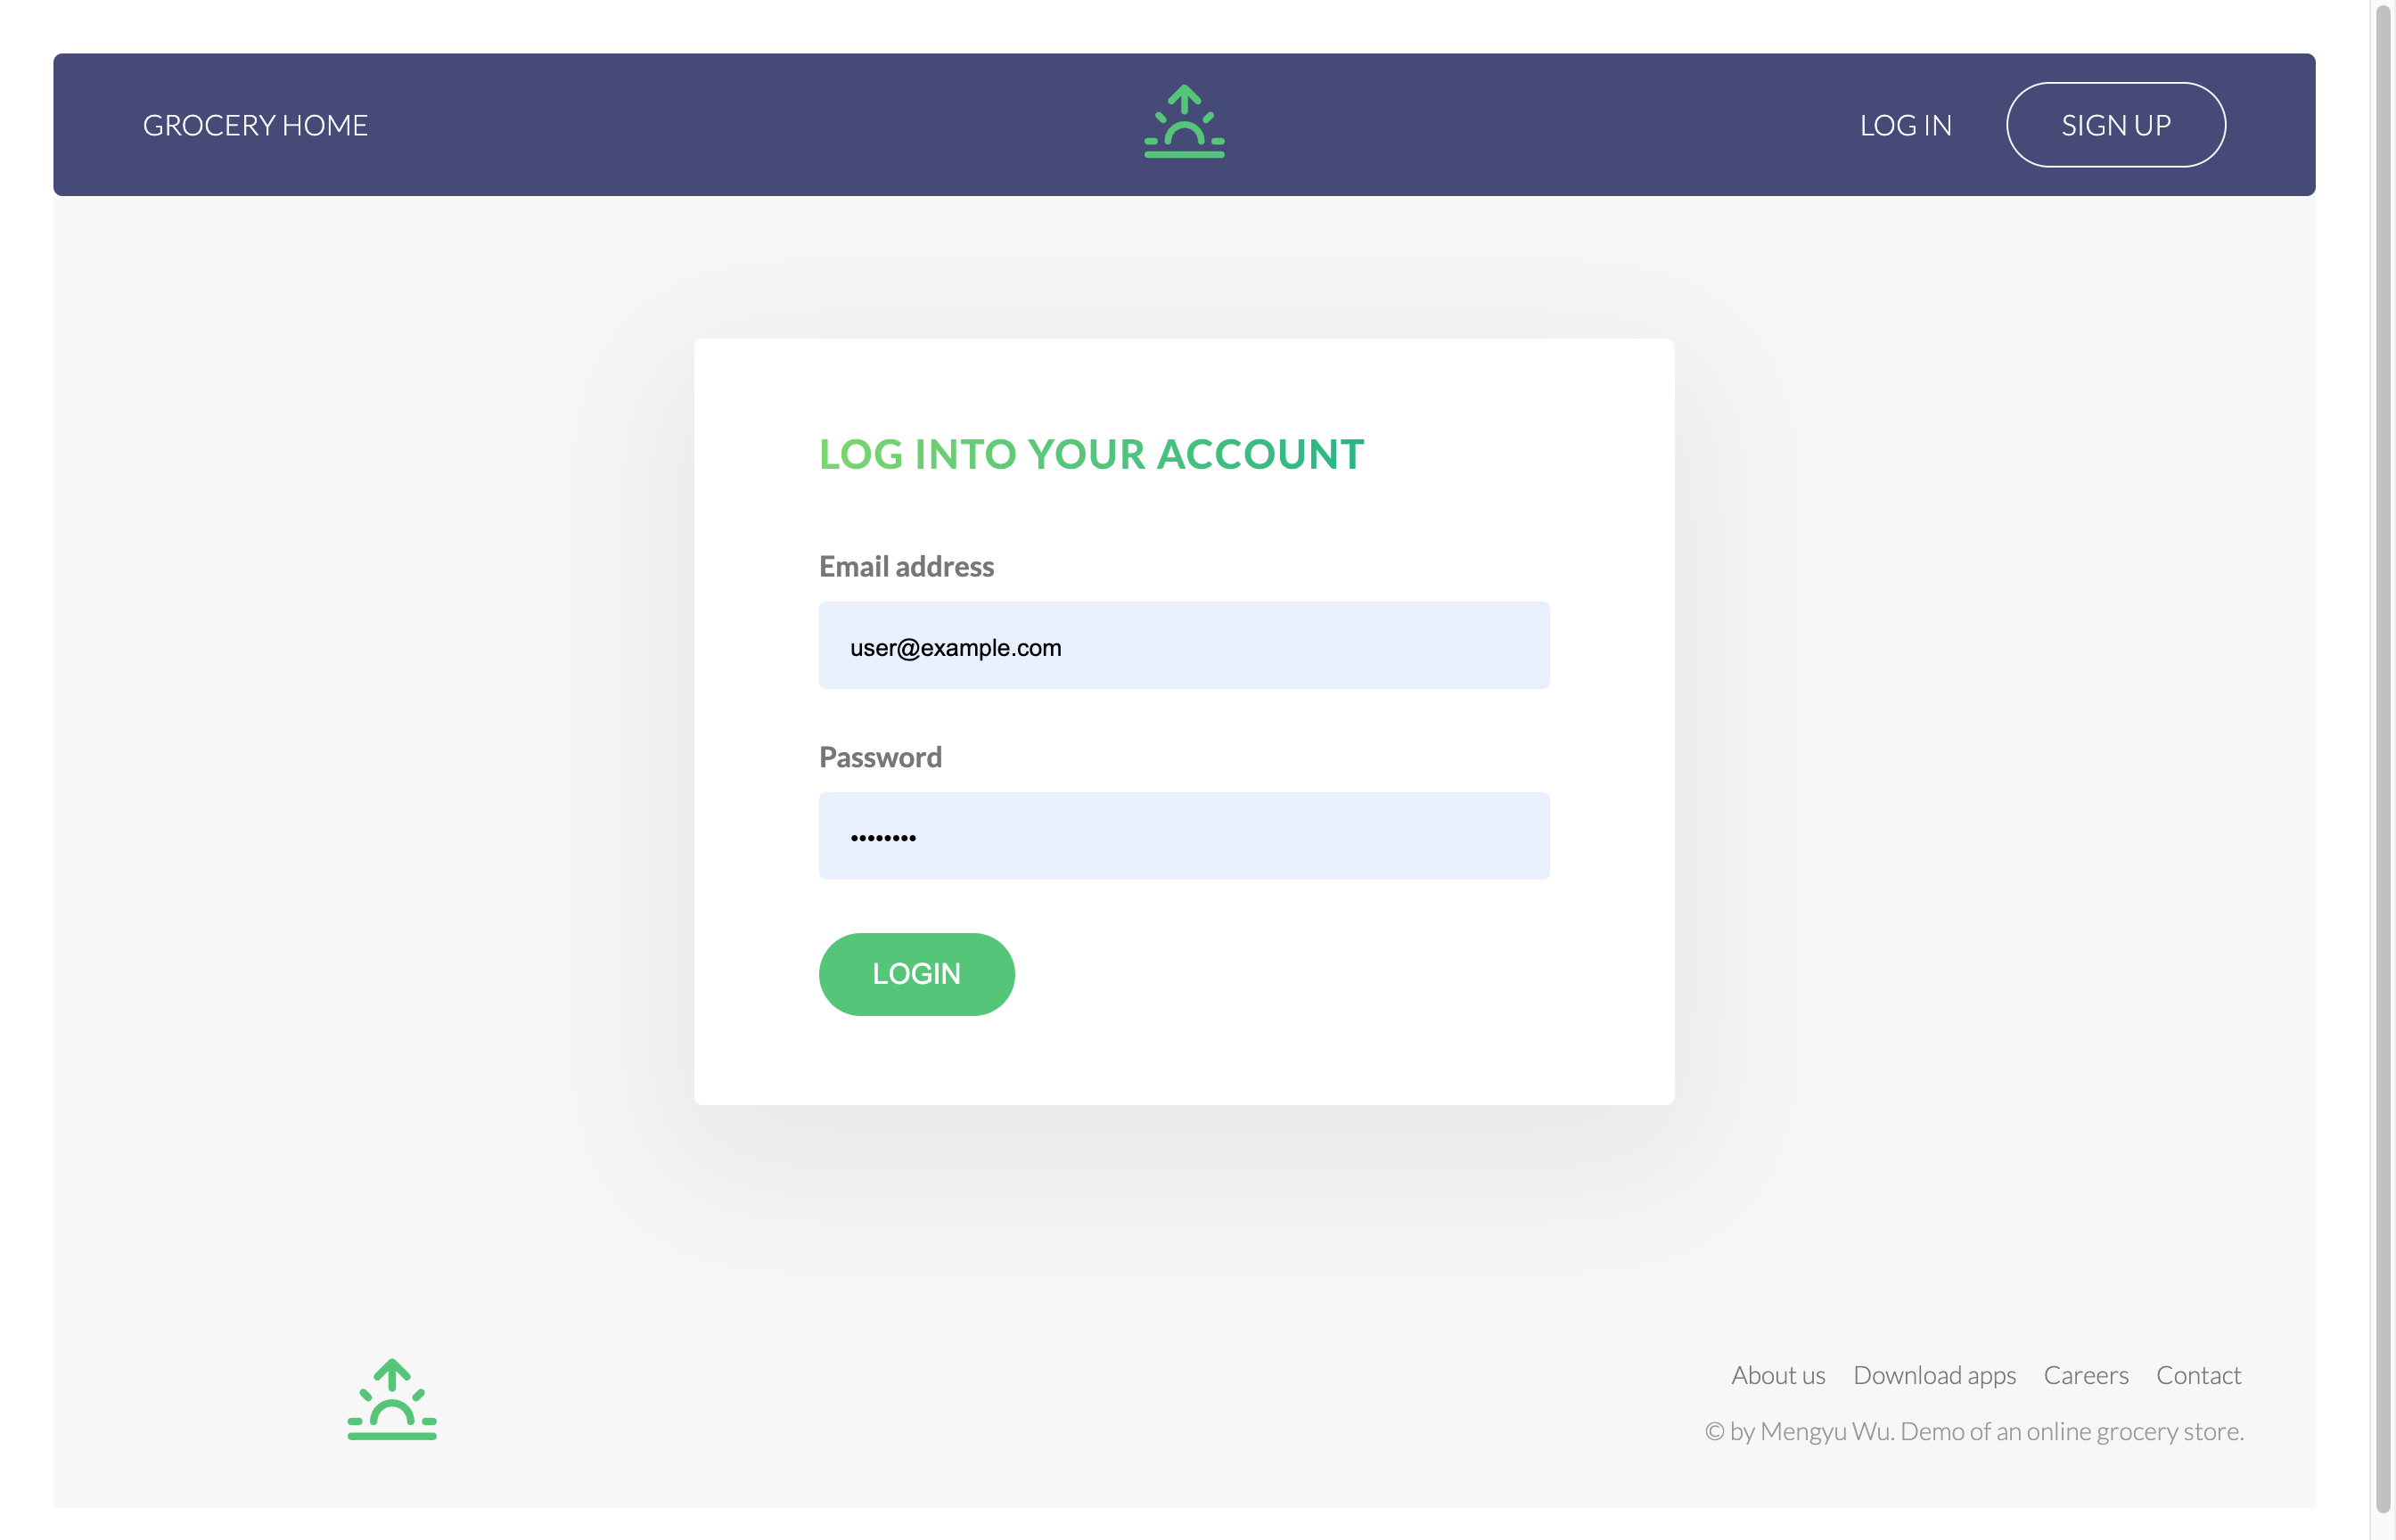 GROCERY HOME
LOG IN
SIGN UP
LOG INTO YOUR ACCOUNT
Email address
user@example.com
Password
••••••••
LOGIN
About us
Download apps
Careers
Contact
© by Mengyu Wu. Demo of an online grocery store.